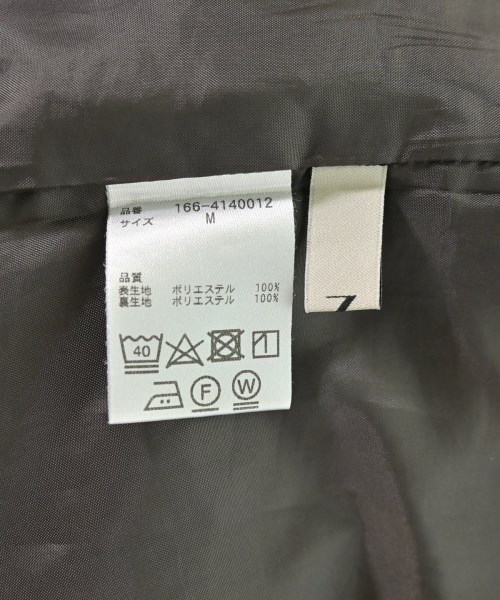 品番 166-4140012
サイズ M
品質
表生地 ポリエステル 100%
裏生地 ポリエステル 100%
40
F W